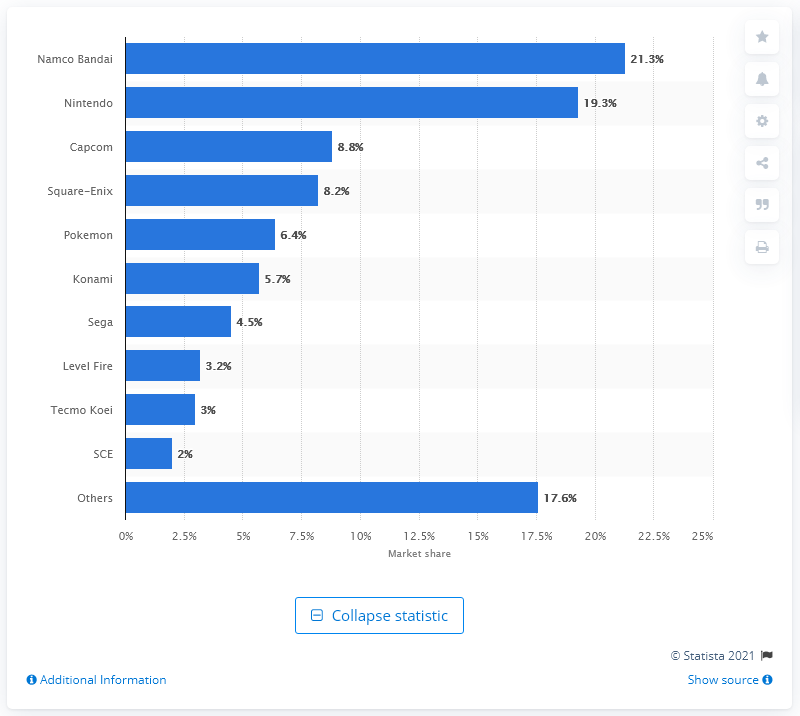 Namco Bandai 21.3%
Nintendo 19.3%
Capcom 8.8%
Square-Enix 8.2%
Pokemon 6.4%
Konami 5.7%
Sega 4.5%
Level Fire 3.2%
Tecmo Koei 3%
SCE 2%
Others 17.6%
0% 2.5% 5% 7.5% 10% 12.5% 15% 17.5% 20% 22.5% 25%
Market share
Collapse statistic
© Statista 2021
Additional Information Show source